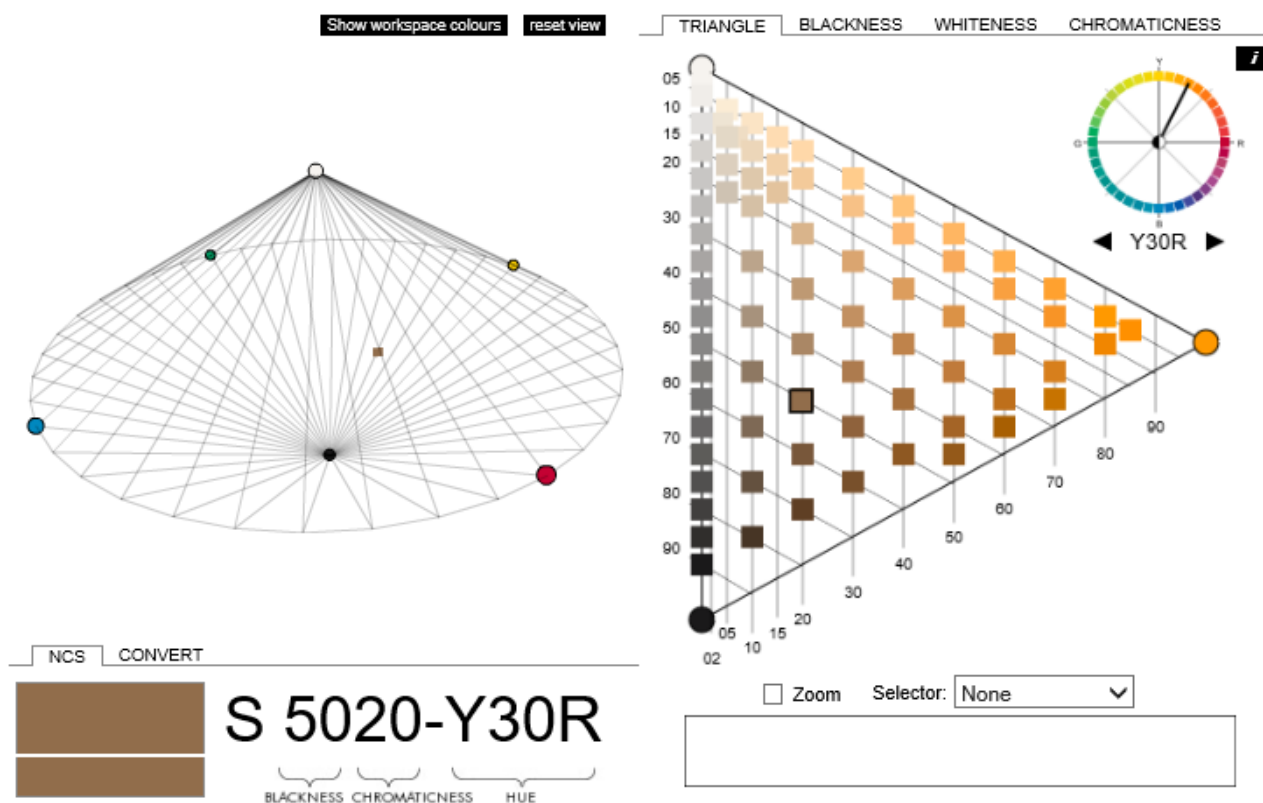 Show workspace colours
reset view
TRIANGLE
BLACKNESS
WHITENESS
CHROMATICNESS
i
05
10
15
20
30
40
50
60
70
80
90
Y
G
R
B
Y30R
90
80
70
60
50
40
30
20
15
10
05
02
NCS
CONVERT
S 5020-Y30R
BLACKNESS
CHROMATICNESS
HUE
Zoom
Selector:
None